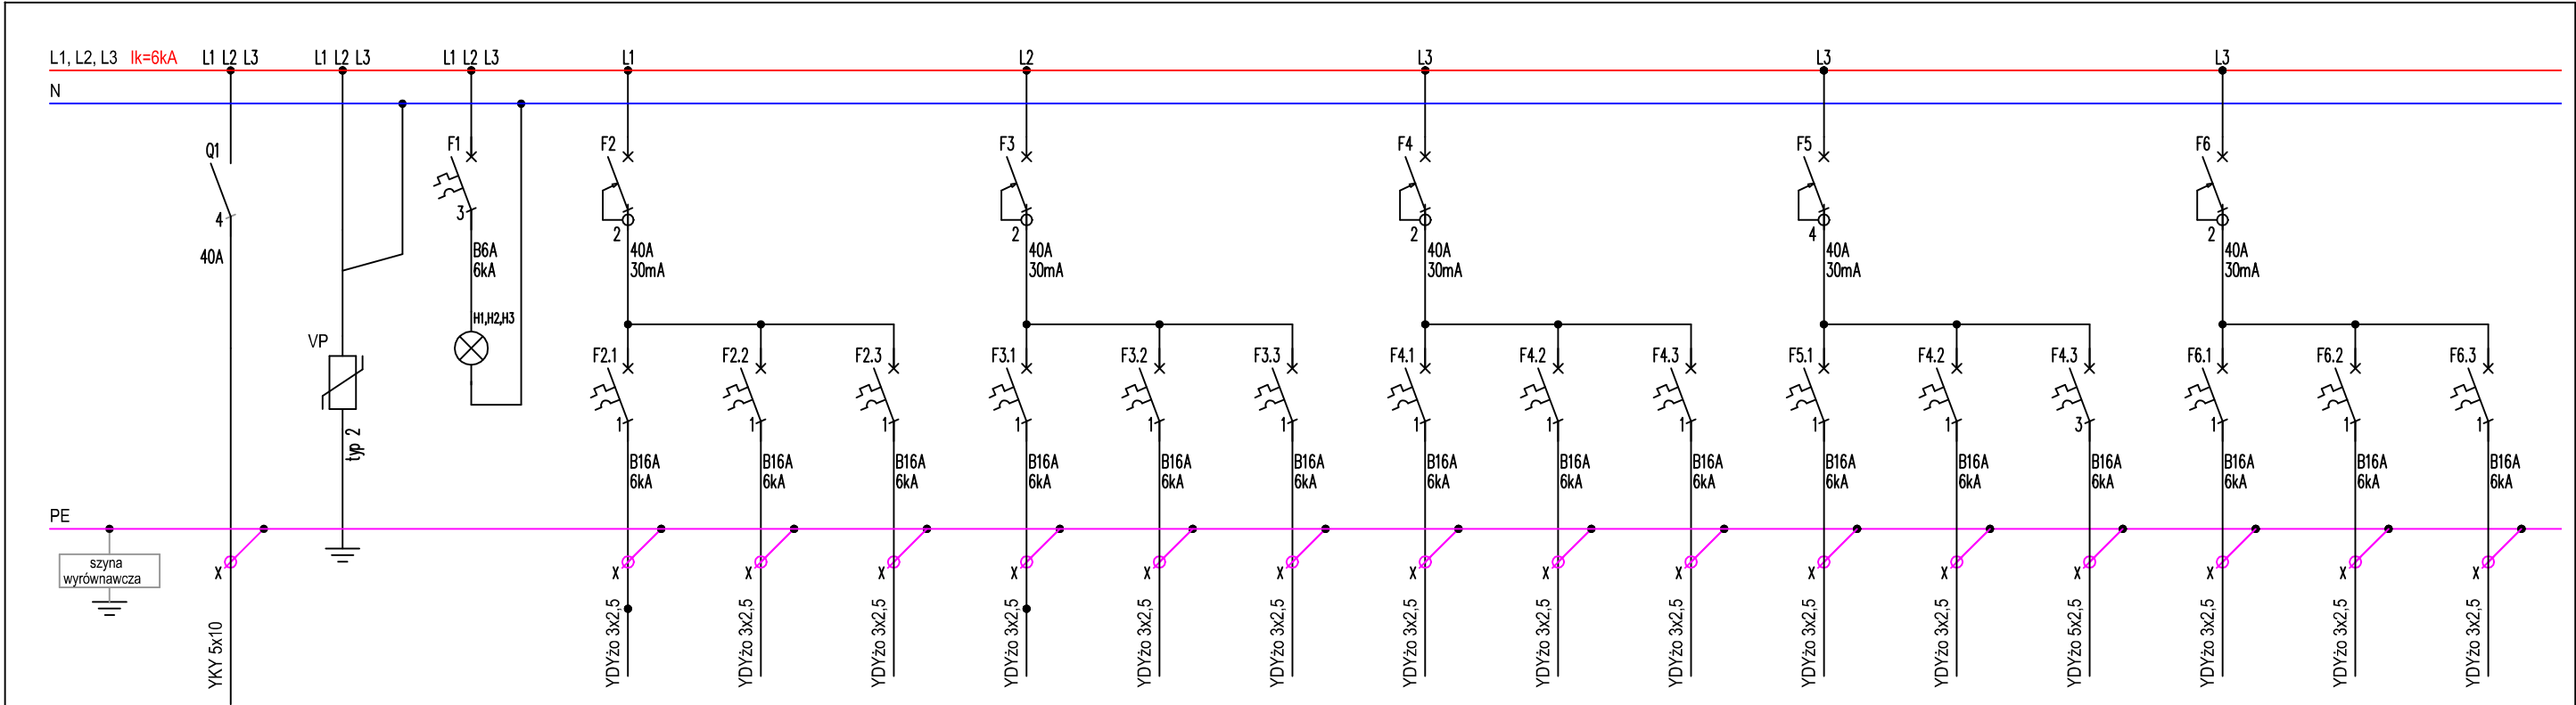 L1, L2, L3 Ik=6kA L1 L2 L3 L1 L2 L3 L1 L2 L3 L1 L2 L3 L3 L3
N
Q1 F1 F2 F3 F4 F5 F6
4 3 2 2 2 4 2
40A B6A 40A 40A 40A 40A 40A
6kA 30mA 30mA 30mA 30mA 30mA
H1,H2,H3
VP F2.1 F2.2 F2.3 F3.1 F3.2 F3.3 F4.1 F4.2 F4.3 F5.1 F4.2 F4.3 F6.1 F6.2 F6.3
1 1 1 1 1 1 1 1 1 1 1 3 1 1 1
typ 2
B16A B16A B16A B16A B16A B16A B16A B16A B16A B16A B16A B16A B16A B16A B16A
6kA 6kA 6kA 6kA 6kA 6kA 6kA 6kA 6kA 6kA 6kA 6kA 6kA 6kA 6kA
PE
szyna
wyrównawcza
X X X X X X X X X X X X X X X X
YKY 5x10
YDYżo 3x2,5
YDYżo 3x2,5
YDYżo 3x2,5
YDYżo 3x2,5
YDYżo 3x2,5
YDYżo 3x2,5
YDYżo 3x2,5
YDYżo 3x2,5
YDYżo 3x2,5
YDYżo 3x2,5
YDYżo 3x2,5
YDYżo 5x2,5
YDYżo 3x2,5
YDYżo 3x2,5
YDYżo 3x2,5